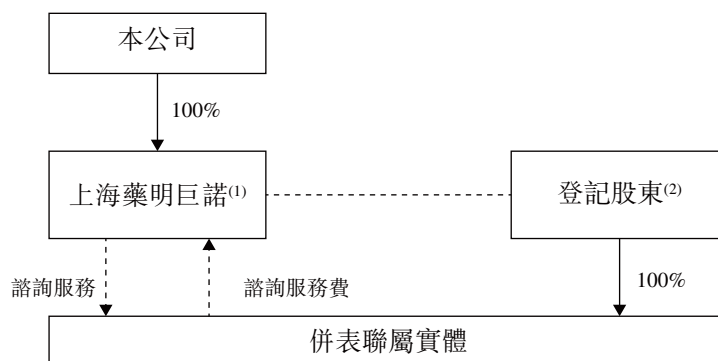 本公司
100%
上海藥明巨諾(1)
登記股東(2)
諮詢服務
諮詢服務費
100%
併表聯屬實體